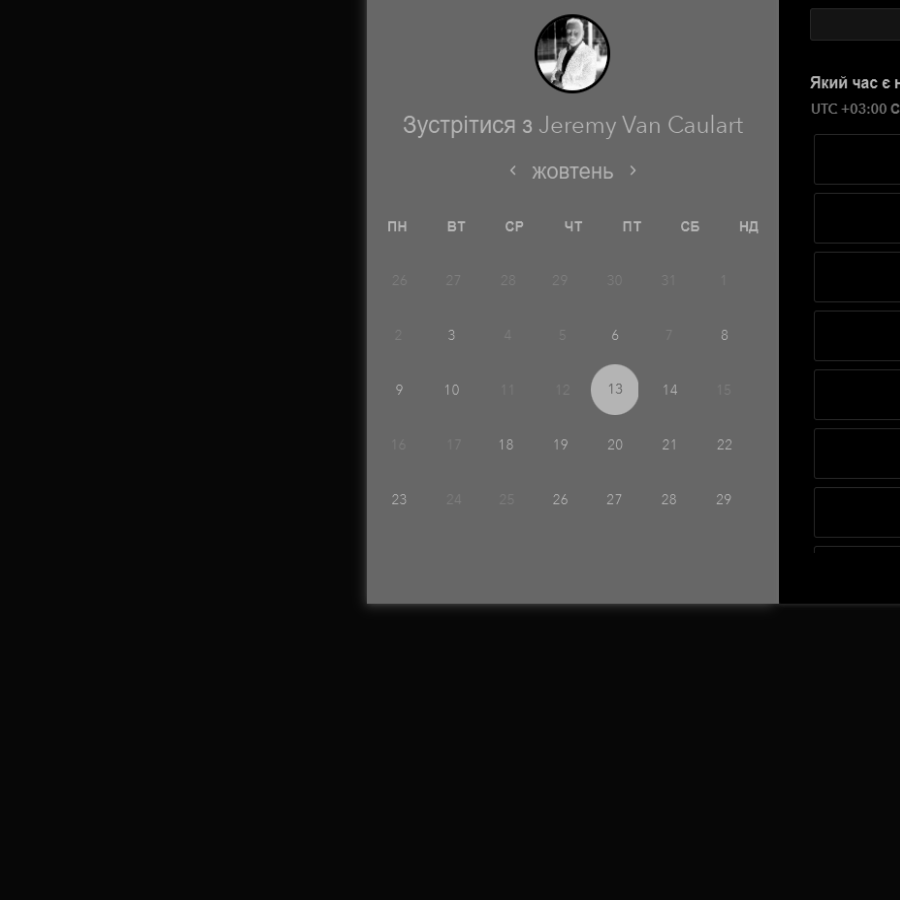 Зустрітися з Jeremy Van Caulart
‹ жовтень ›
ПН ВТ СР ЧТ ПТ СБ НД
26 27 28 29 30 31 1
2 3 4 5 6 7 8
9 10 11 12 13 14 15
16 17 18 19 20 21 22
23 24 25 26 27 28 29
Який час є
UTC +03:00